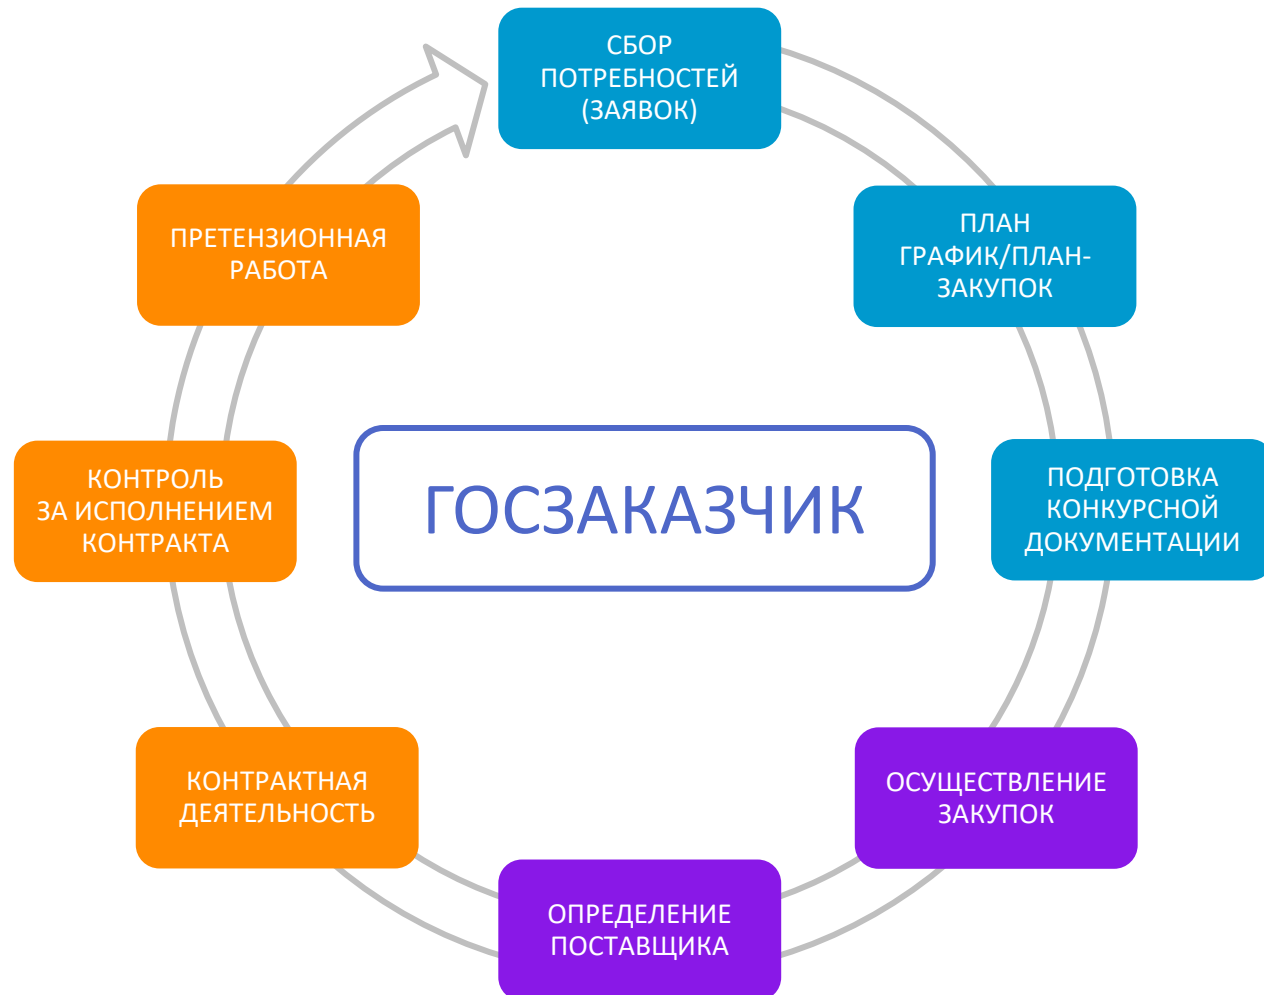 СБОР
ПОТРЕБНОСТЕЙ
(ЗАЯВОК)
ПЛАН
ГРАФИК/ПЛАН-
ЗАКУПОК
ПОДГОТОВКА
КОНКУРСНОЙ
ДОКУМЕНТАЦИИ
ОСУЩЕСТВЛЕНИЕ
ЗАКУПОК
ОПРЕДЕЛЕНИЕ
ПОСТАВЩИКА
КОНТРАКТНАЯ
ДЕЯТЕЛЬНОСТЬ
КОНТРОЛЬ
ЗА ИСПОЛНЕНИЕМ
КОНТРАКТА
ПРЕТЕНЗИОННАЯ
РАБОТА
ГОСЗАКАЗЧИК